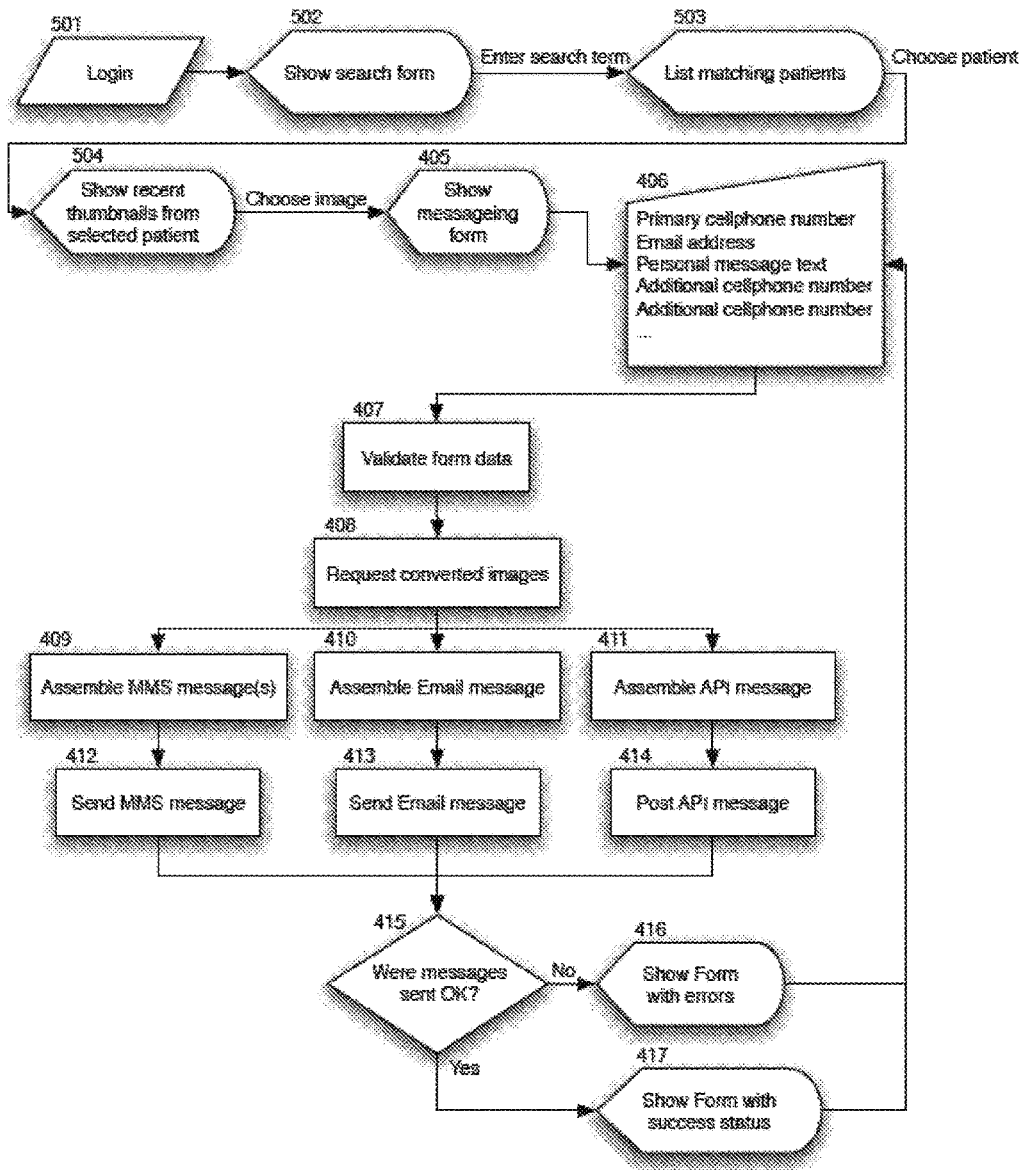 501
Login
502
Show search form
Enter search term
503
List matching patients
Choose patient
504
Show recent
thumbnails from
selected patient
Choose image
405
Show
messageing
form
406
Primary cellphone number
Email address
Personal message text
Additional cellphone number
Additional cellphone number
....
407
Validate form data
408
Request converted images
409
Assemble MMS message(s)
410
Assemble Email message
411
Assemble API message
412
Send MMS message
413
Send Email message
414
Post API message
415
Were messages
sent OK?
No
416
Show Form
with errors
Yes
417
Show Form with
success status